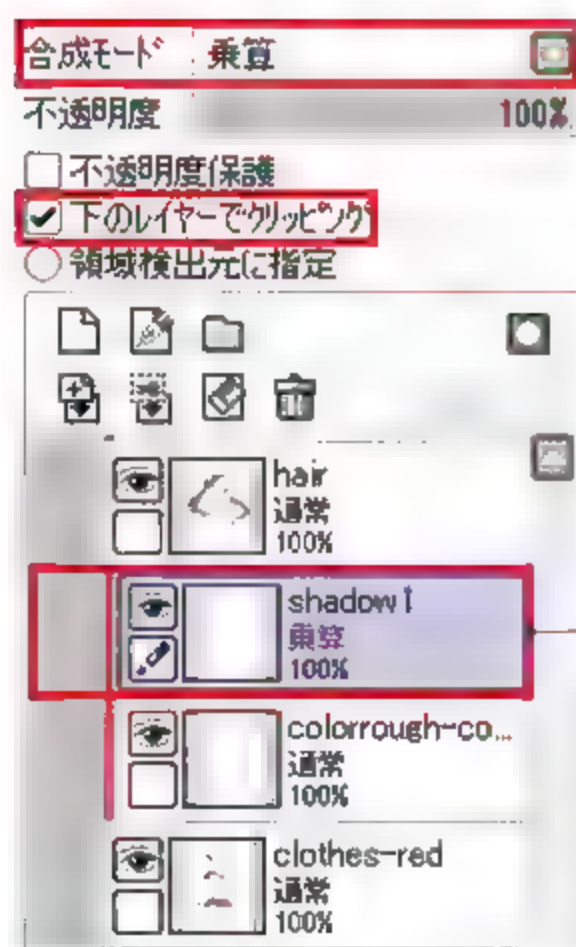 合成モード 乗算
不透明度 100%
不透明度保護
下のレイヤーでクリッピング
領域検出元に指定
hair
通常
100%
shadow1
乗算
100%
colorrough-co...
通常
100%
clothes-red
通常
100%